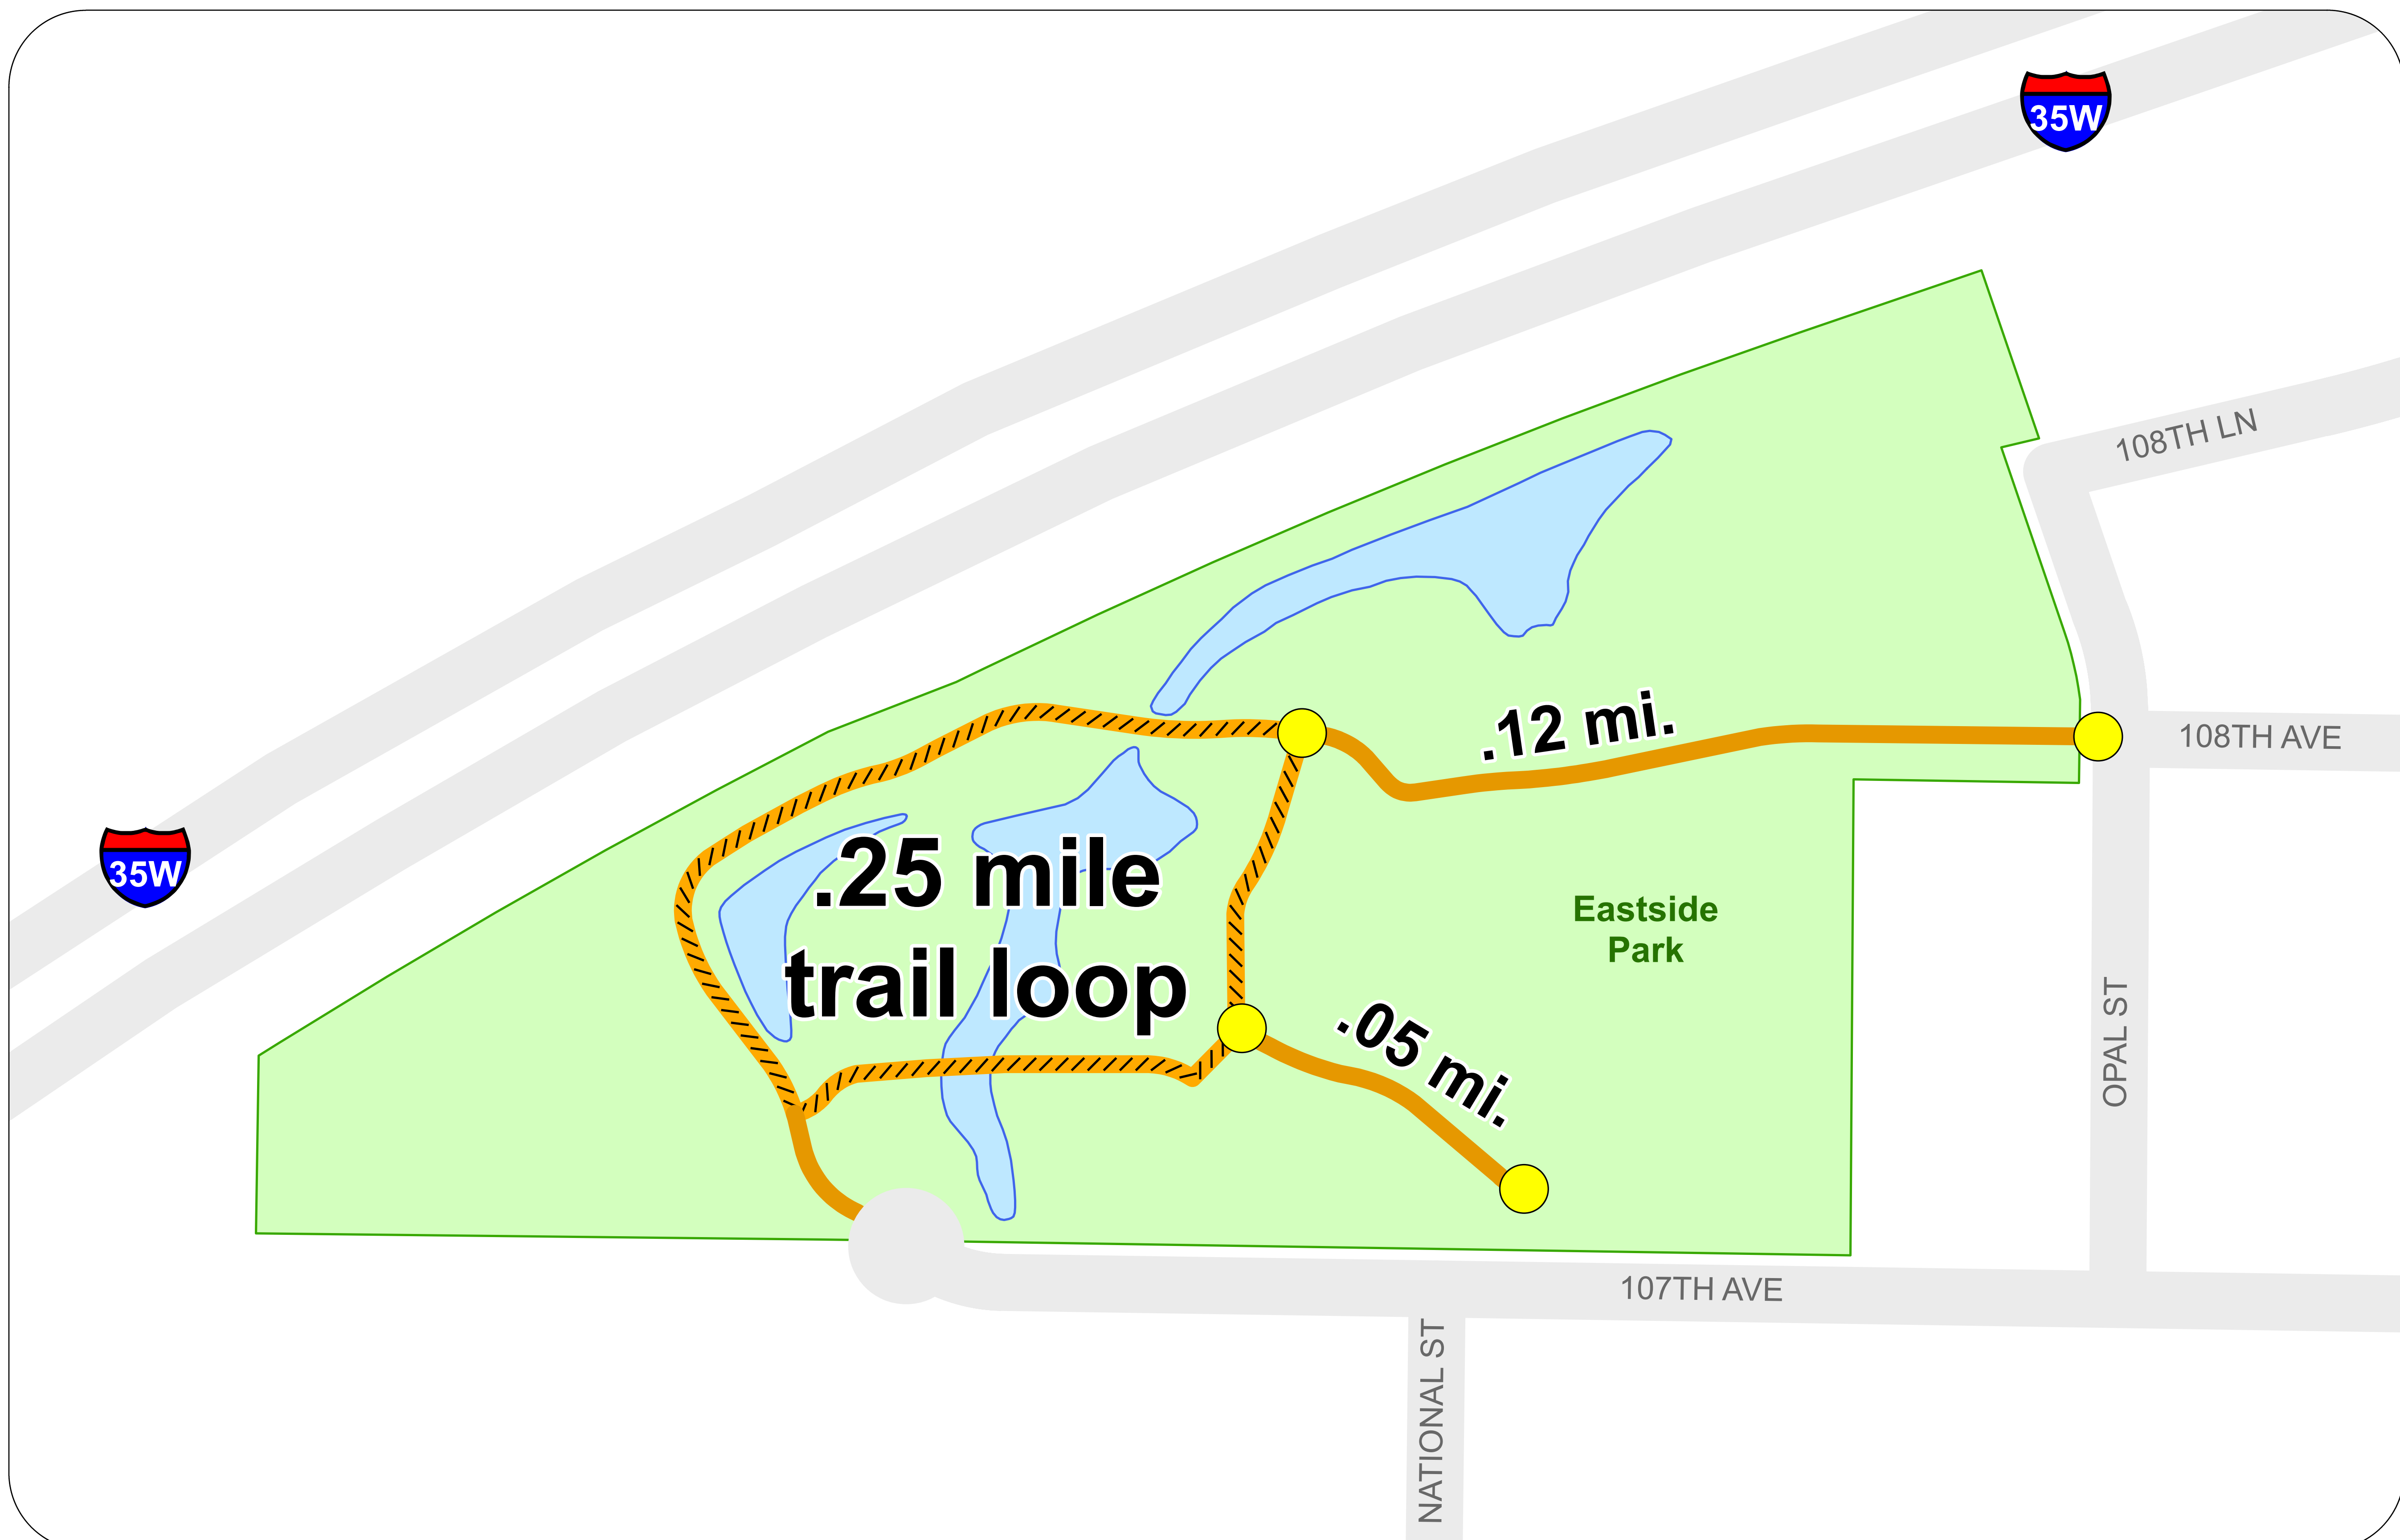 35W
108TH LN
.12 mi.
108TH AVE
35W
.25 mile
trail loop
Eastside
Park
.05 mi.
OPAL ST
107TH AVE
NATIONAL ST